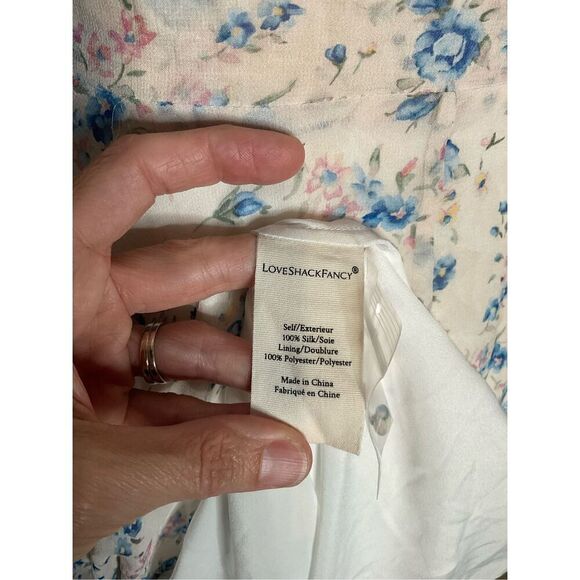 LoveShackFancy®
Self/Exterieur
100% Silk/Soie
Lining/Doublure
100% Polyester/Polyester
Made in China
Fabriqué en Chine